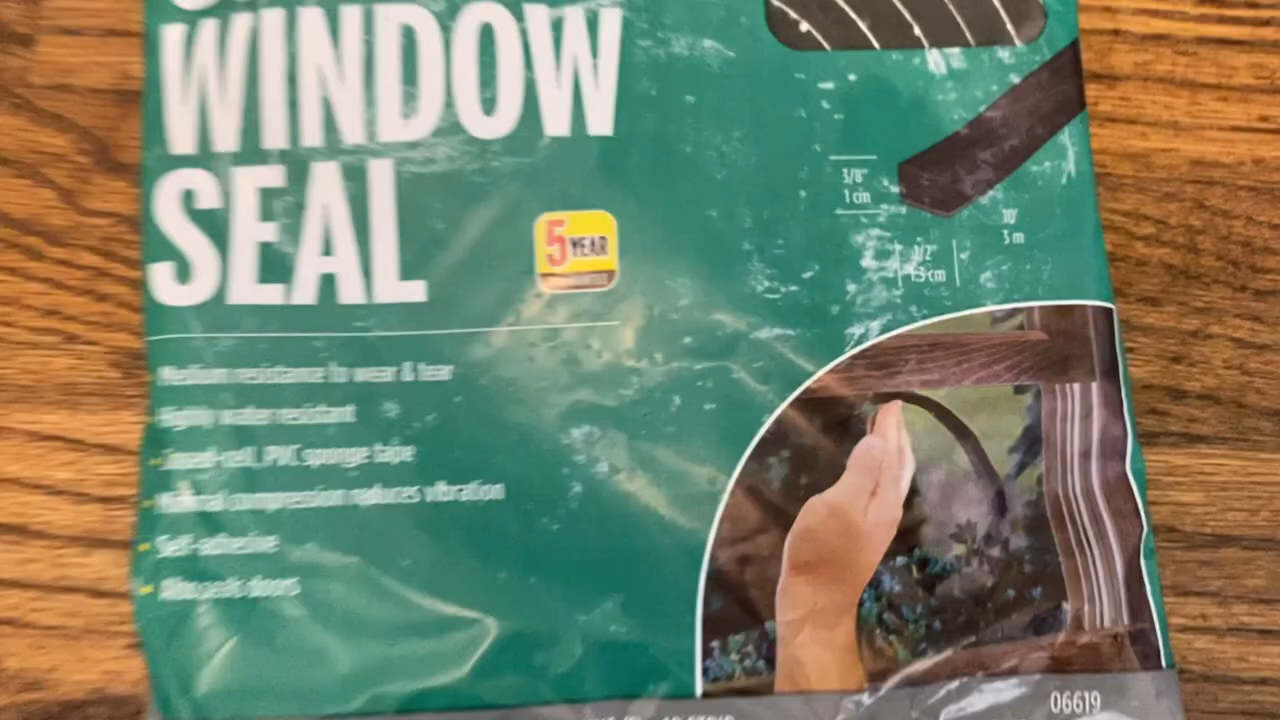 WINDOW
SEAL
5 YEAR
3/8"
1 cm
10'
3 m
1/2"
1.3 cm
Medium resistance to wear & tear
Highly water resistant
Closed-cell, PVC sponge tape
compression reduces vibration
Self-adhesive
Also seals doors
06619